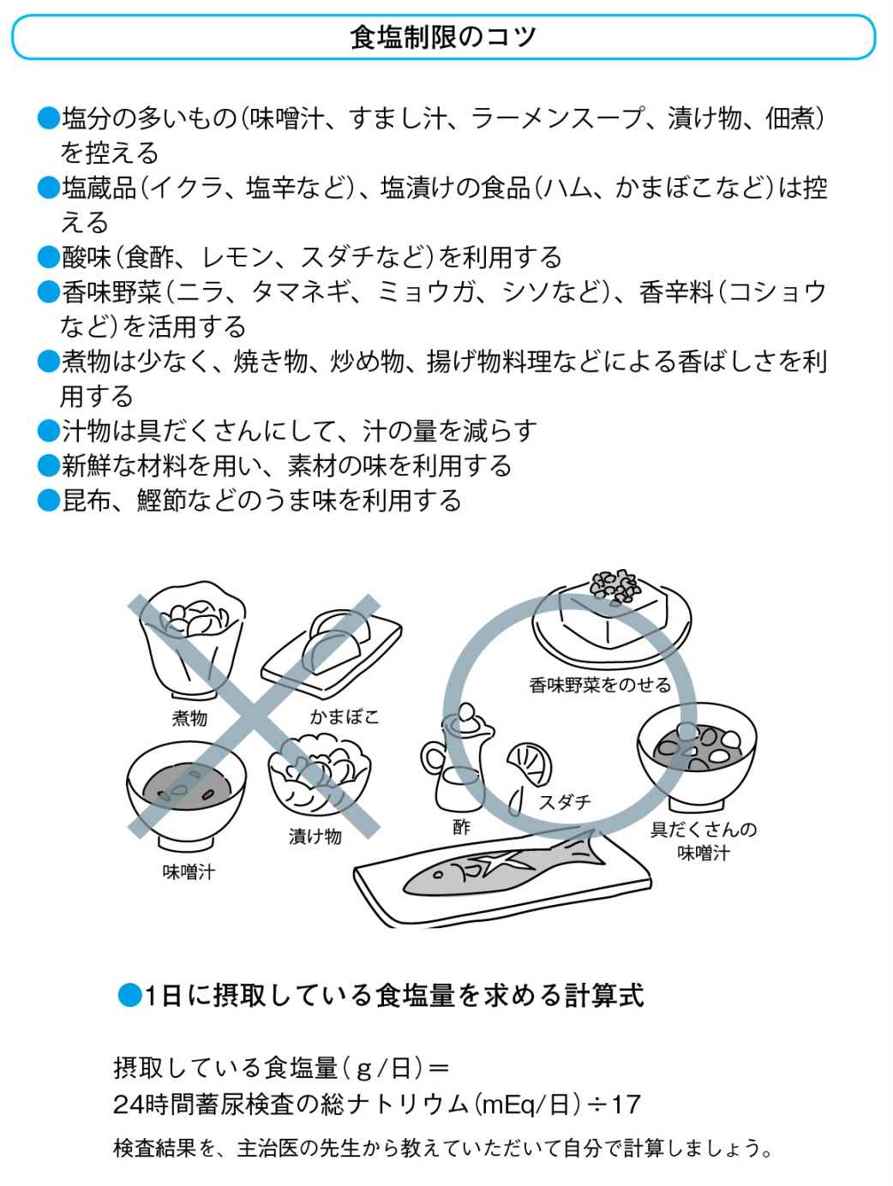 食塩制限のコツ
●塩分の多いもの(味噌汁、すまし汁、ラーメンスープ、漬け物、佃煮)
を控える
●塩蔵品(イクラ、塩辛など)、塩漬けの食品(ハム、かまぼこなど)は控
える
●酸味(食酢、レモン、スダチなど)を利用する
●香味野菜(ニラ、タマネギ、ミョウガ、シソなど)、香辛料(コショウ
など)を活用する
●煮物は少なく、焼き物、炒め物、揚げ物料理などによる香ばしさを利
用する
●汁物は具だくさんにして、汁の量を減らす
●新鮮な材料を用い、素材の味を利用する
●昆布、鰹節などのうま味を利用する
煮物
かまぼこ
味噌汁
漬け物
香味野菜をのせる
酢
スダチ
具だくさんの
味噌汁
●1日に摂取している食塩量を求める計算式
摂取している食塩量(g/日)=
24時間蓄尿検査の総ナトリウム(mEq/日)÷17
検査結果を、主治医の先生から教えていただいて自分で計算しましょう。